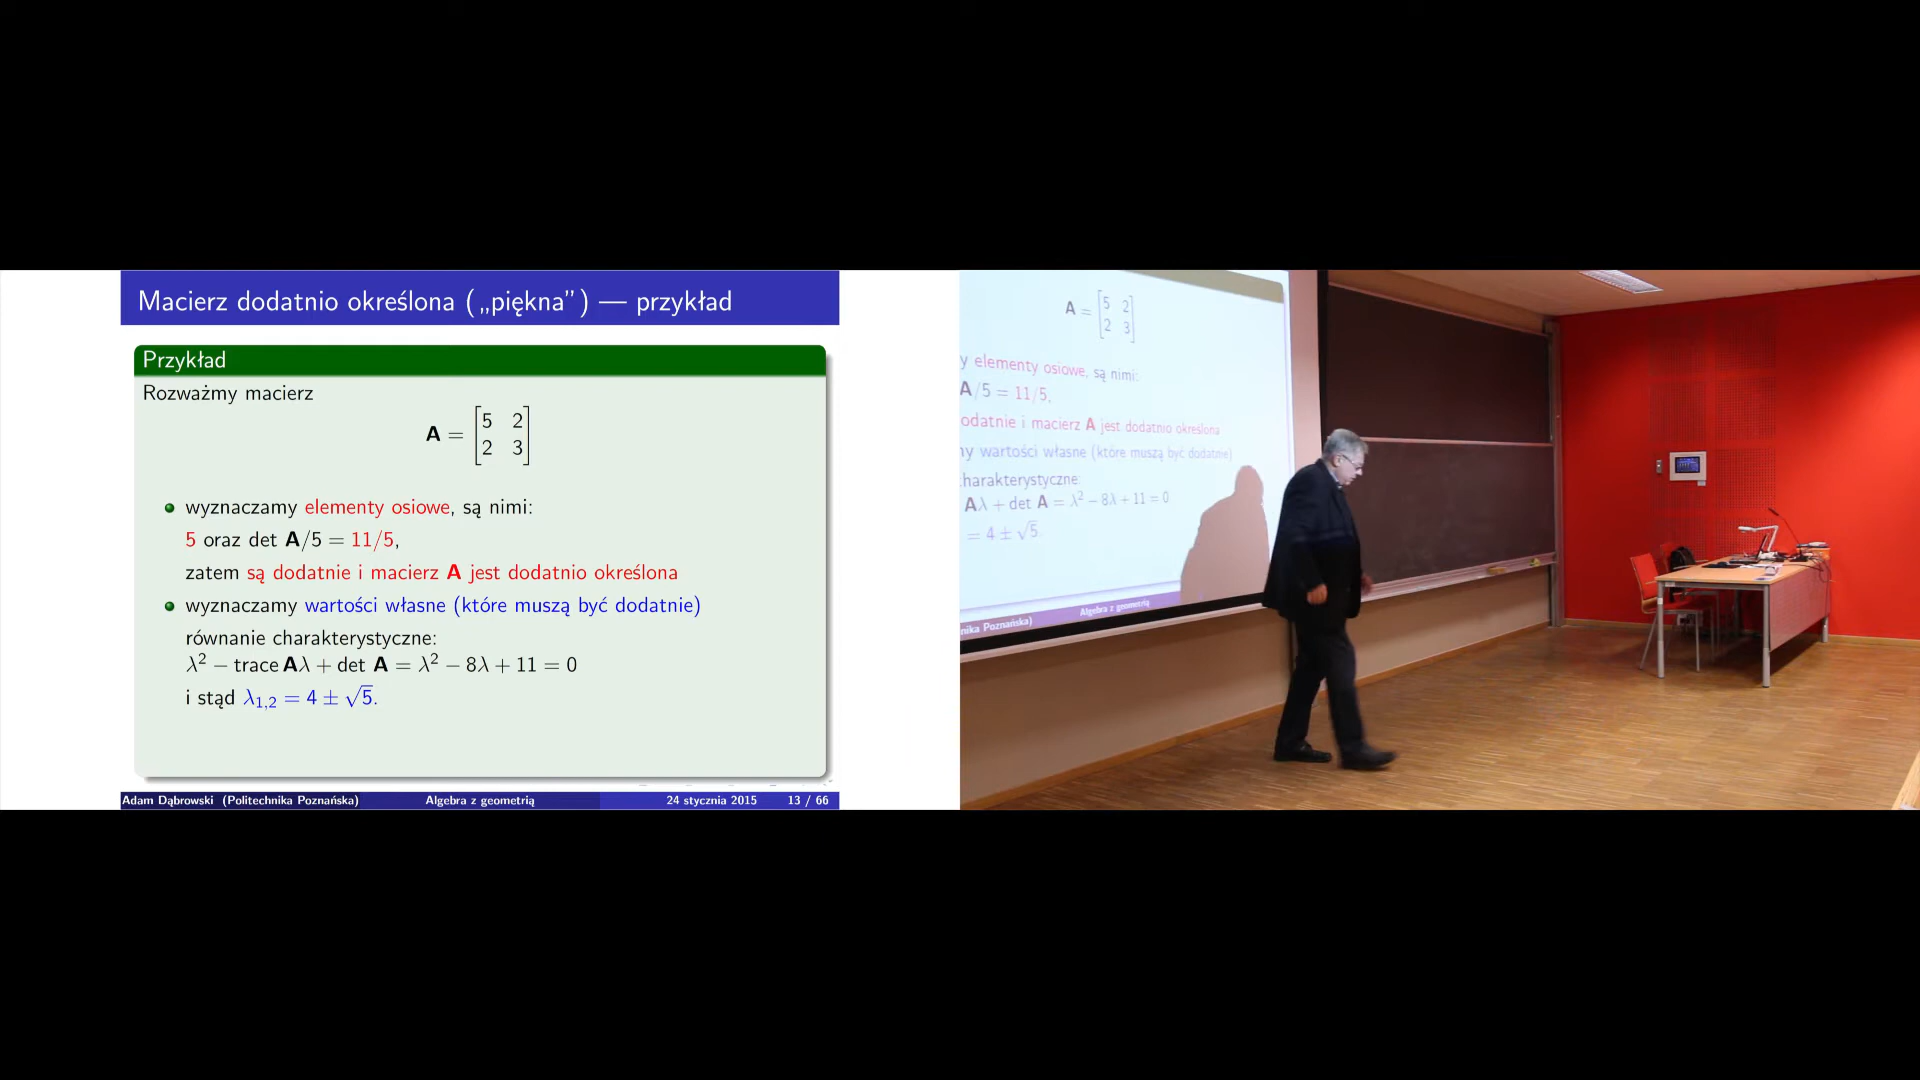 Macierz dodatnio określona („piękna”) — przykład
Przykład
Rozważmy macierz
A = [5 2
2 3]
wyznaczamy elementy osiowe, są nimi:
5 oraz det A/5 = 11/5,
zatem są dodatnie i macierz A jest dodatnio określona
wyznaczamy wartości własne (które muszą być dodatnie)
równanie charakterystyczne:
λ² − trace Aλ + det A = λ² − 8λ + 11 = 0
i stąd λ1,2 = 4 ± √5.
Adam Dąbrowski (Politechnika Poznańska) Algebra z geometrią 24 stycznia 2015 13 / 66
A = [5 2
2 3]
y elementy osiowe, są nimi:
A/5 = 11/5,
odatnie i macierz A jest dodatnio określona
ny wartości własne (które muszą być dodatnie)
charakterystyczne:
Aλ + det A = λ² − 8λ + 11 = 0
= 4 ± √5.
nika Poznańska) Algebra z geometrią